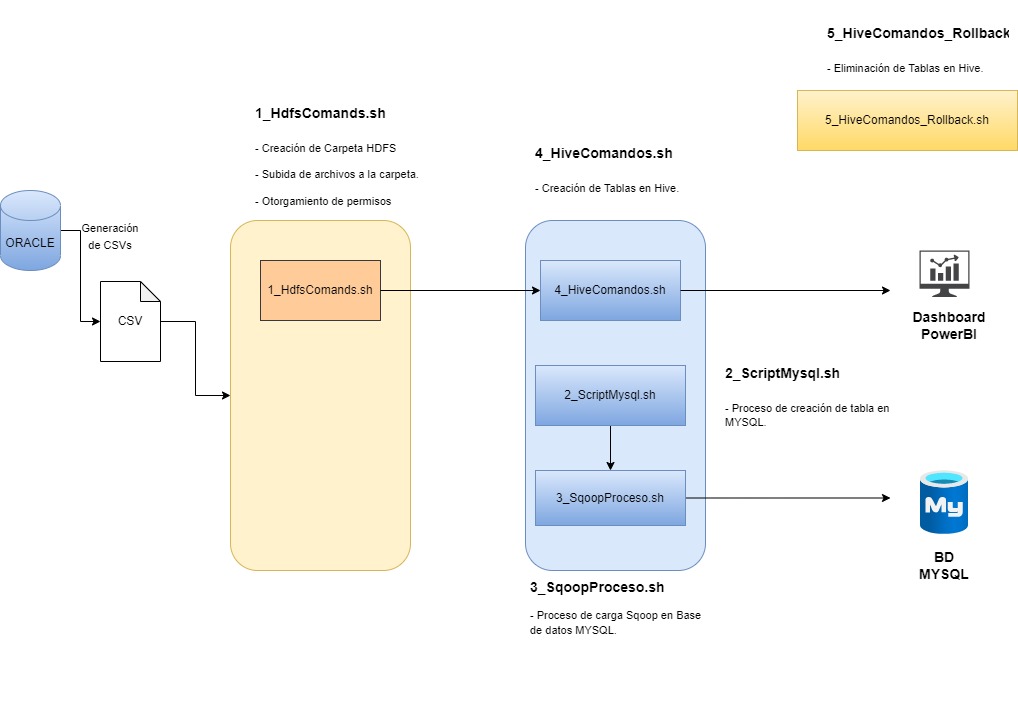 5_HiveComandos_Rollback
- Eliminación de Tablas en Hive.
5_HiveComandos_Rollback.sh
1_HdfsComands.sh
- Creación de Carpeta HDFS
- Subida de archivos a la carpeta.
- Otorgamiento de permisos
4_HiveComandos.sh
- Creación de Tablas en Hive.
ORACLE
Generación
de CSVs
CSV
1_HdfsComands.sh
4_HiveComandos.sh
Dashboard
PowerBI
2_ScriptMysql.sh
2_ScriptMysql.sh
- Proceso de creación de tabla en
MYSQL.
3_SqoopProceso.sh
My
BD
MYSQL
3_SqoopProceso.sh
- Proceso de carga Sqoop en Base
de datos MYSQL.